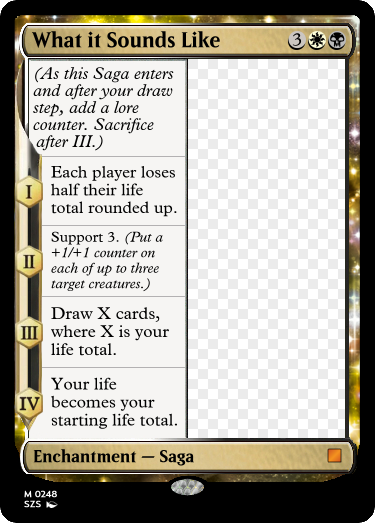 What it Sounds Like 3
(As this Saga enters
and after your draw
step, add a lore
counter. Sacrifice
after III.)
I
Each player loses
half their life
total rounded up.
II
Support 3. (Put a
+1/+1 counter on
each of up to three
target creatures.)
III
Draw X cards,
where X is your
life total.
IV
Your life
becomes your
starting life total.
Enchantment — Saga
M 0248
SZS